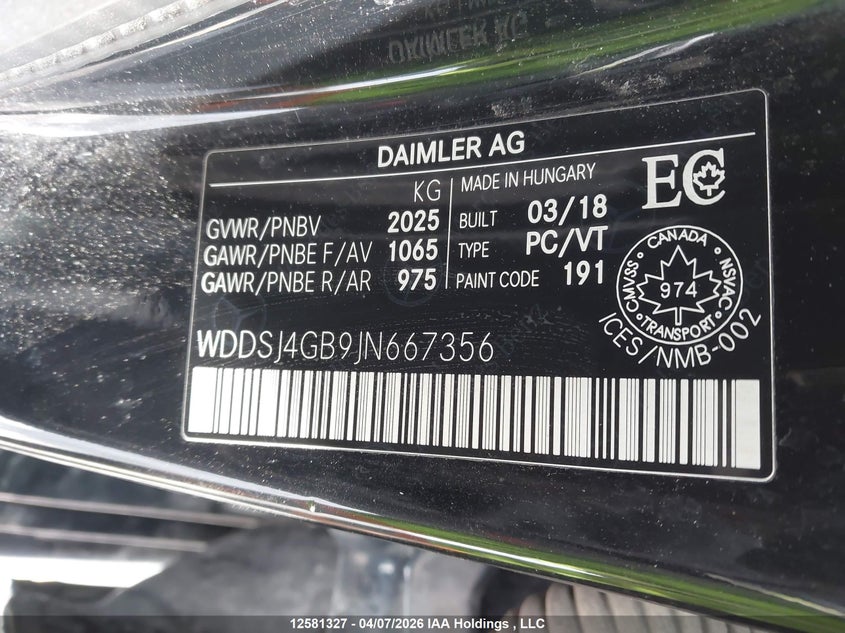 DAIMLER AG
KG
MADE IN HUNGARY
EC
GVWR/PNBV 2025
BUILT 03/18
GAWR/PNBE F/AV 1065
TYPE PC/VT
GAWR/PNBE R/AR 975
PAINT CODE 191
CANADA
CMVSS
974
NSVAC
TRANSPORT
ICES/NMB-002
WDDSJ4GB9JN667356
12581327 - 04/07/2026 IAA Holdings , LLC